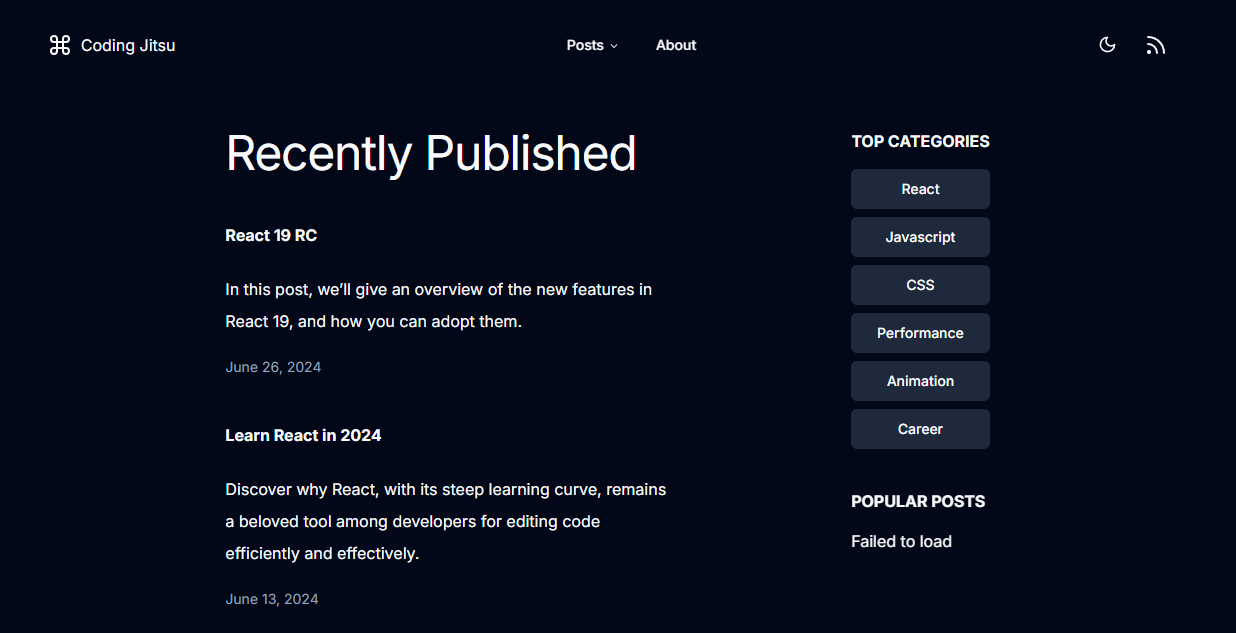 Coding Jitsu
Posts
About
Recently Published
React 19 RC
In this post, we’ll give an overview of the new features in
React 19, and how you can adopt them.
June 26, 2024
Learn React in 2024
Discover why React, with its steep learning curve, remains
a beloved tool among developers for editing code
efficiently and effectively.
June 13, 2024
TOP CATEGORIES
React
Javascript
CSS
Performance
Animation
Career
POPULAR POSTS
Failed to load